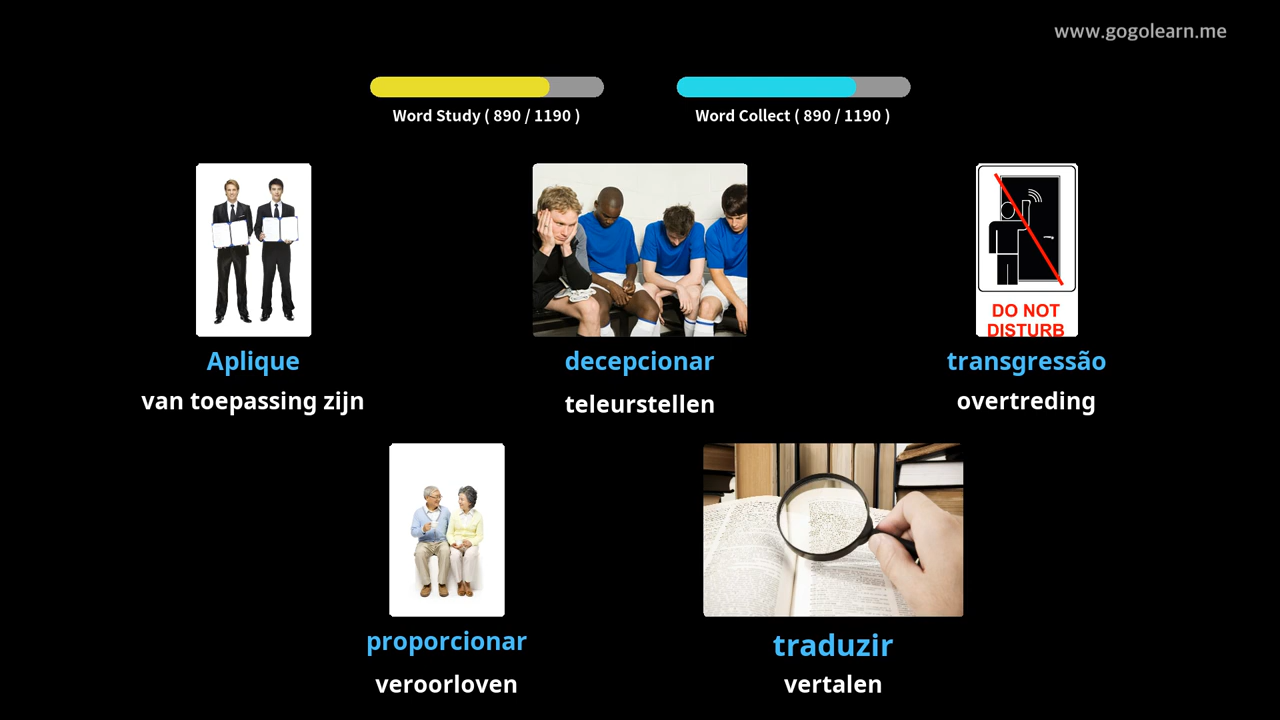 www.gogolearn.me
Word Study ( 890 / 1190 )
Word Collect ( 890 / 1190 )
DO NOT
DISTURB
Aplique
decepcionar
transgressão
van toepassing zijn
teleurstellen
overtreding
proporcionar
traduzir
veroorloven
vertalen